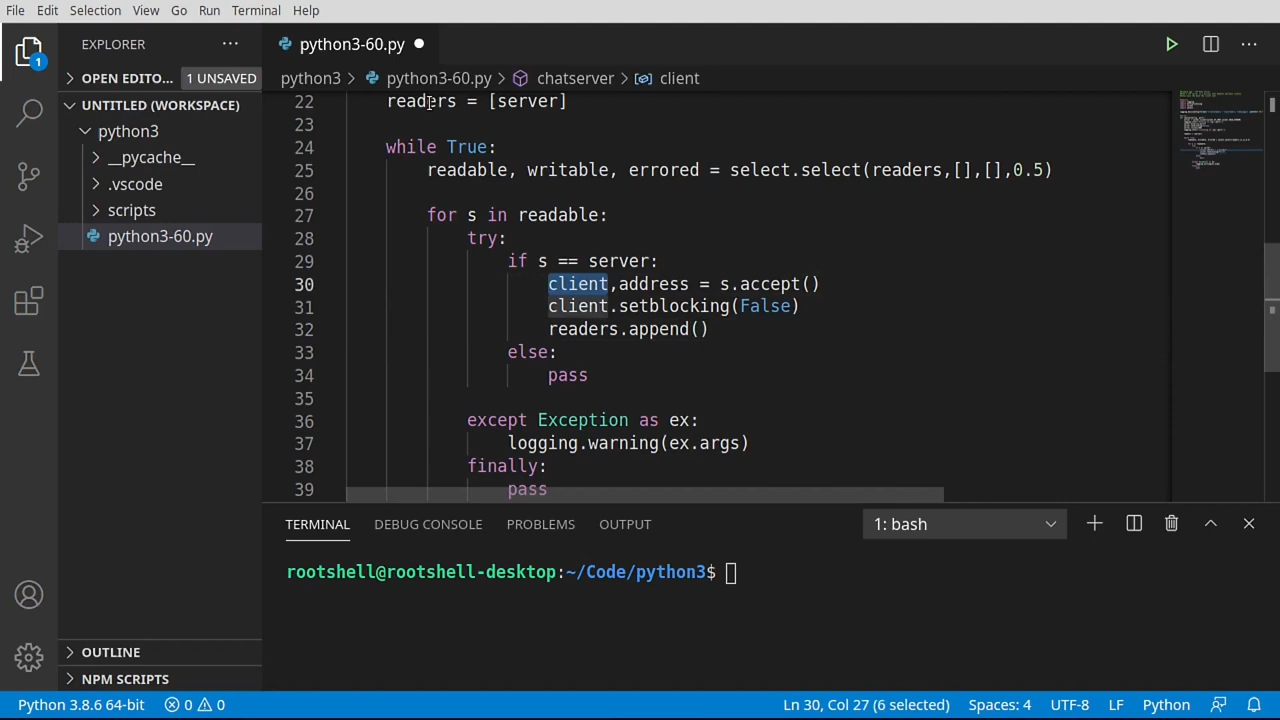 File Edit Selection View Go Run Terminal Help
EXPLORER
python3-60.py
1
OPEN EDITO... 1 UNSAVED
UNTITLED (WORKSPACE)
python3
__pycache__
.vscode
scripts
python3-60.py
python3 python3-60.py chatserver client
22 readers = [server]
23
24 while True:
25 readable, writable, errored = select.select(readers,[],[],0.5)
26
27 for s in readable:
28 try:
29 if s == server:
30 client,address = s.accept()
31 client.setblocking(False)
32 readers.append()
33 else:
34 pass
35
36 except Exception as ex:
37 logging.warning(ex.args)
38 finally:
39 pass
TERMINAL DEBUG CONSOLE PROBLEMS OUTPUT 1: bash
rootshell@rootshell-desktop:~/Code/python3$
OUTLINE
NPM SCRIPTS
Python 3.8.6 64-bit 0 0 Ln 30, Col 27 (6 selected) Spaces: 4 UTF-8 LF Python